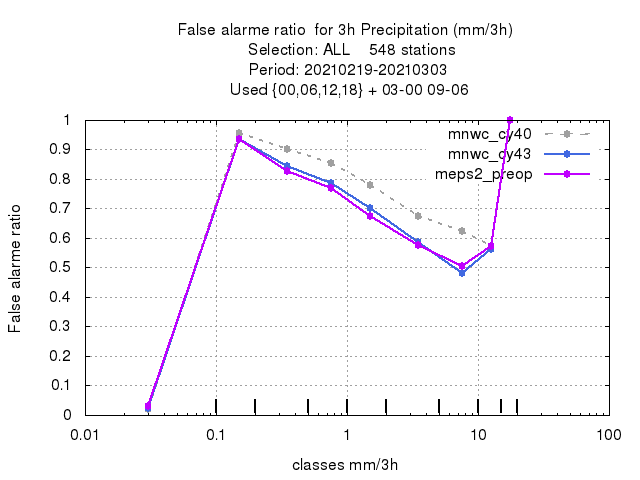 False alarme ratio  for 3h Precipitation (mm/3h)
Selection: ALL    548 stations
Period: 20210219-20210303
Used {00,06,12,18} + 03-00 09-06
mnwc_cy40
mnwc_cy43
meps2_preop
False alarme ratio
1
0.9
0.8
0.7
0.6
0.5
0.4
0.3
0.2
0.1
0
0.01
0.1
1
10
100
classes mm/3h